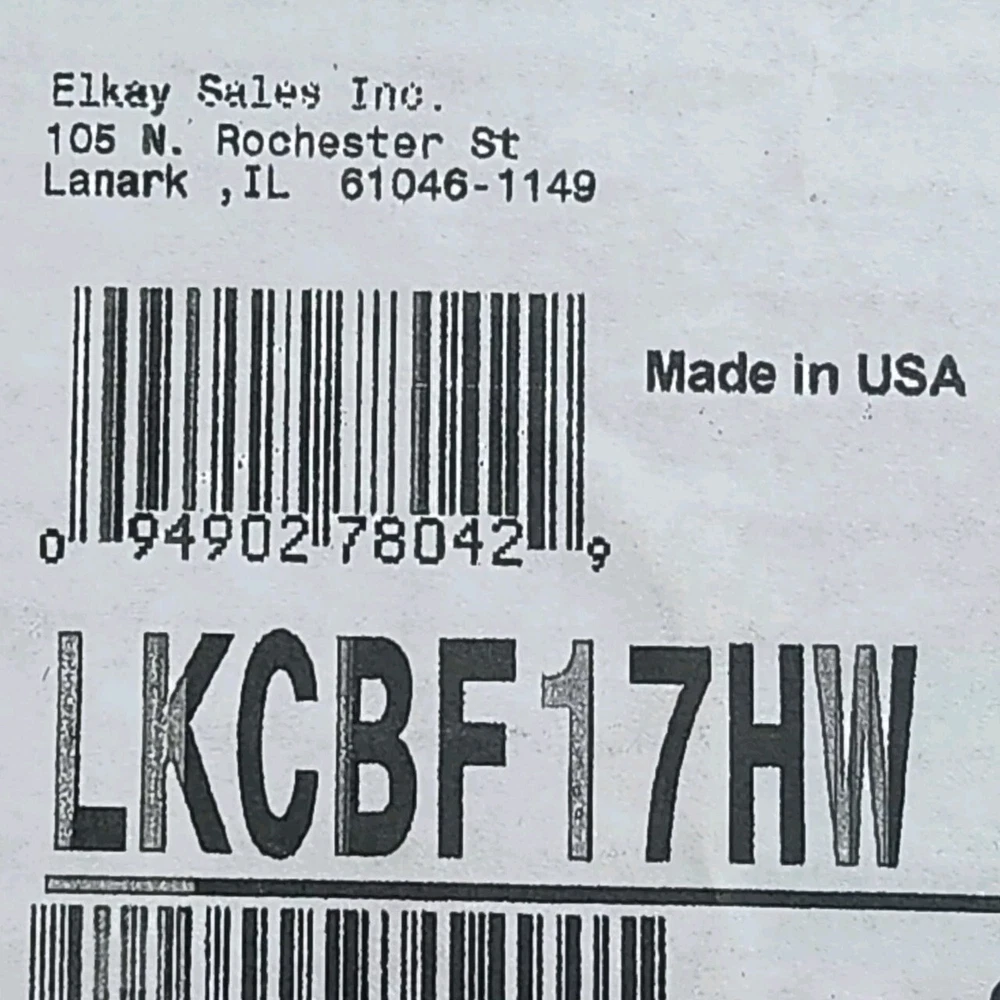 Elkay Sales Inc.
105 N. Rochester St
Lanark ,IL 61046-1149
Made in USA
0 94902 78042 9
LKCBF17HW